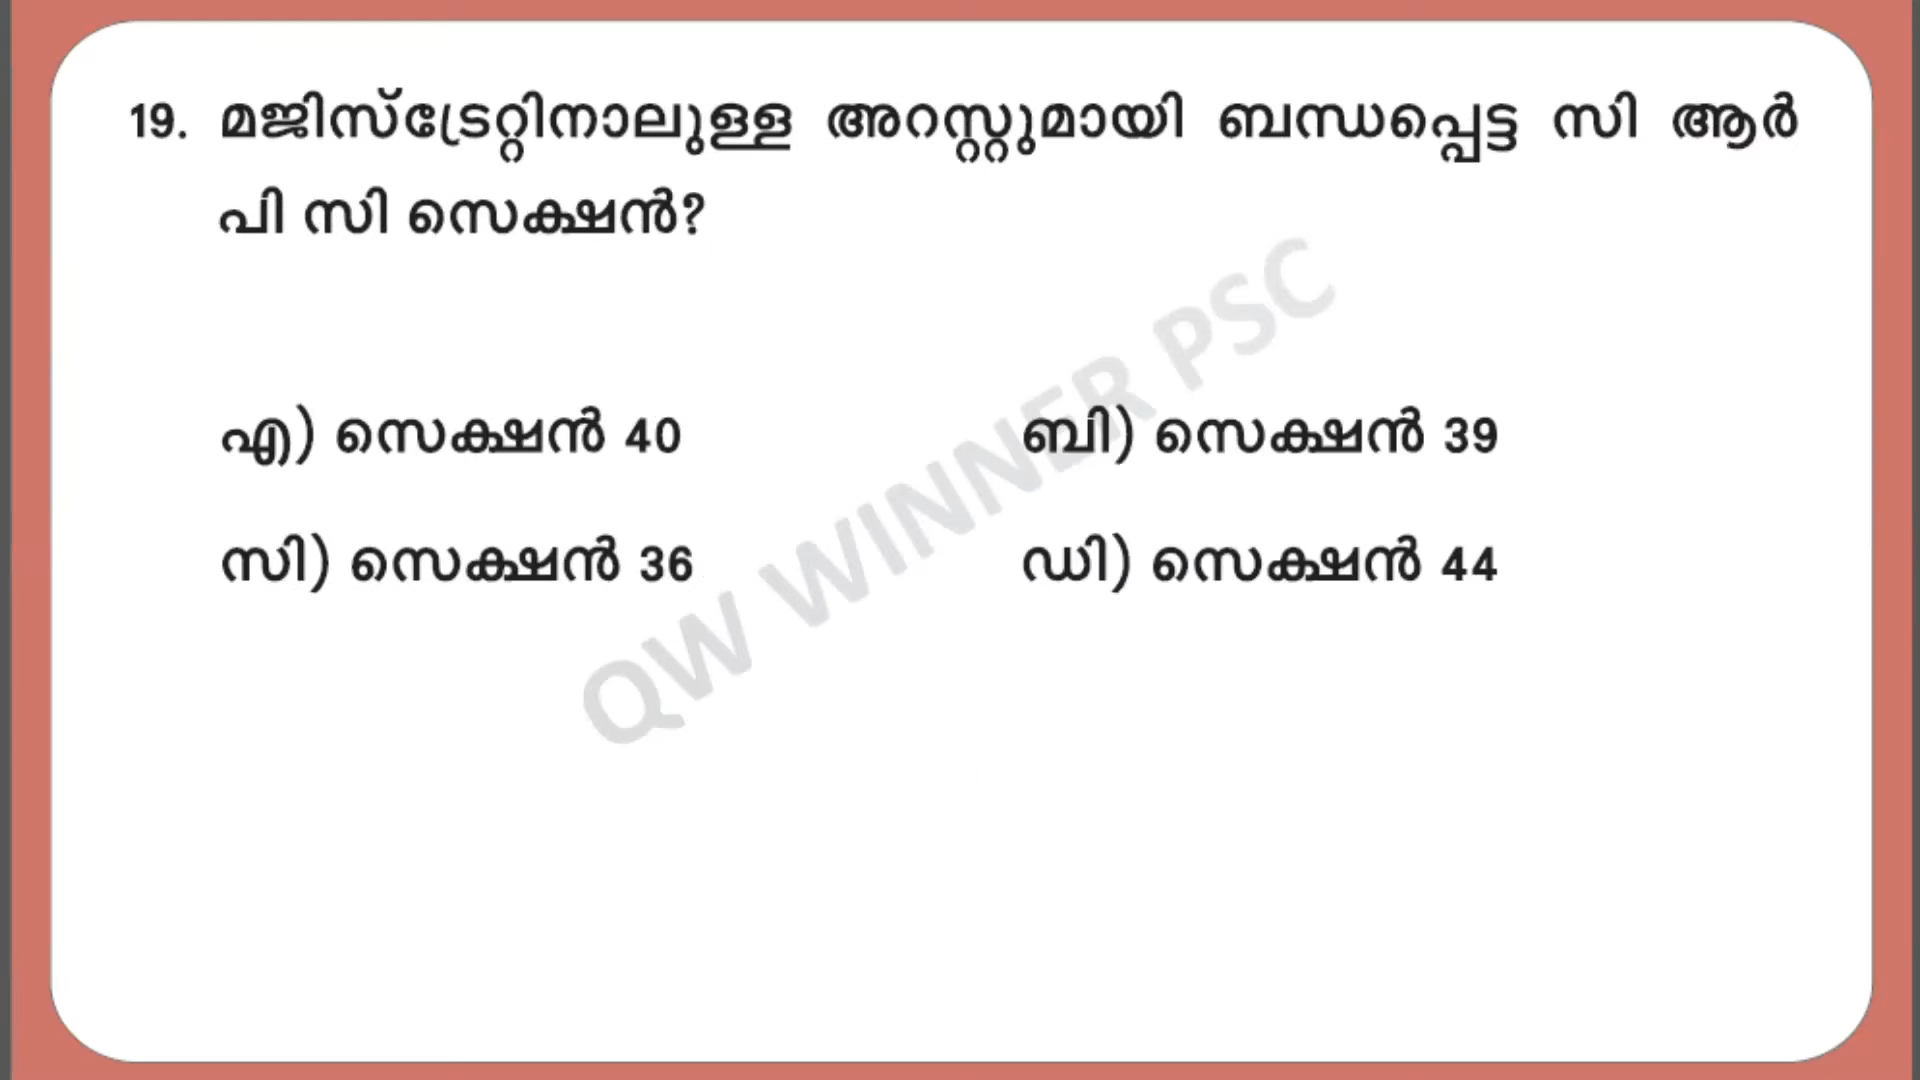 19. മജിസ്ട്രേറ്റിനാലുള്ള അറസ്റ്റുമായി ബന്ധപ്പെട്ട സി ആർ
പി സി സെക്ഷൻ?
എ) സെക്ഷൻ 40 ബി) സെക്ഷൻ 39
സി) സെക്ഷൻ 36 ഡി) സെക്ഷൻ 44
QW WINNER PSC